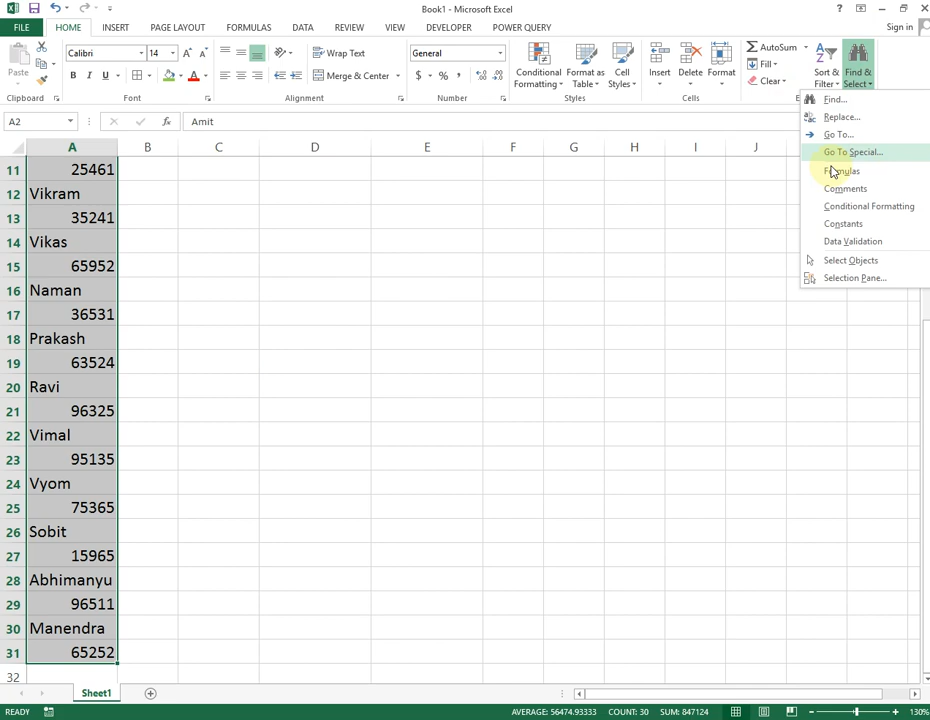 Book1 - Microsoft Excel
?
FILE HOME INSERT PAGE LAYOUT FORMULAS DATA REVIEW VIEW DEVELOPER POWER QUERY Sign in
Paste
Calibri 14
B I U A
Wrap Text
Merge & Center
General
$ % ,
Conditional Formatting
Format as Table
Cell Styles
Insert Delete Format
AutoSum
Fill
Clear
Sort & Filter
Find & Select
Clipboard Font Alignment Number Styles Cells
A2 fx Amit
A B C D E F G H I J
11 25461
12 Vikram
13 35241
14 Vikas
15 65952
16 Naman
17 36531
18 Prakash
19 63524
20 Ravi
21 96325
22 Vimal
23 95135
24 Vyom
25 75365
26 Sobit
27 15965
28 Abhimanyu
29 96511
30 Manendra
31 65252
32
Find...
Replace...
Go To...
Go To Special...
Formulas
Comments
Conditional Formatting
Constants
Data Validation
Select Objects
Selection Pane...
Sheet1
READY AVERAGE: 56474.93333 COUNT: 30 SUM: 847124 130%